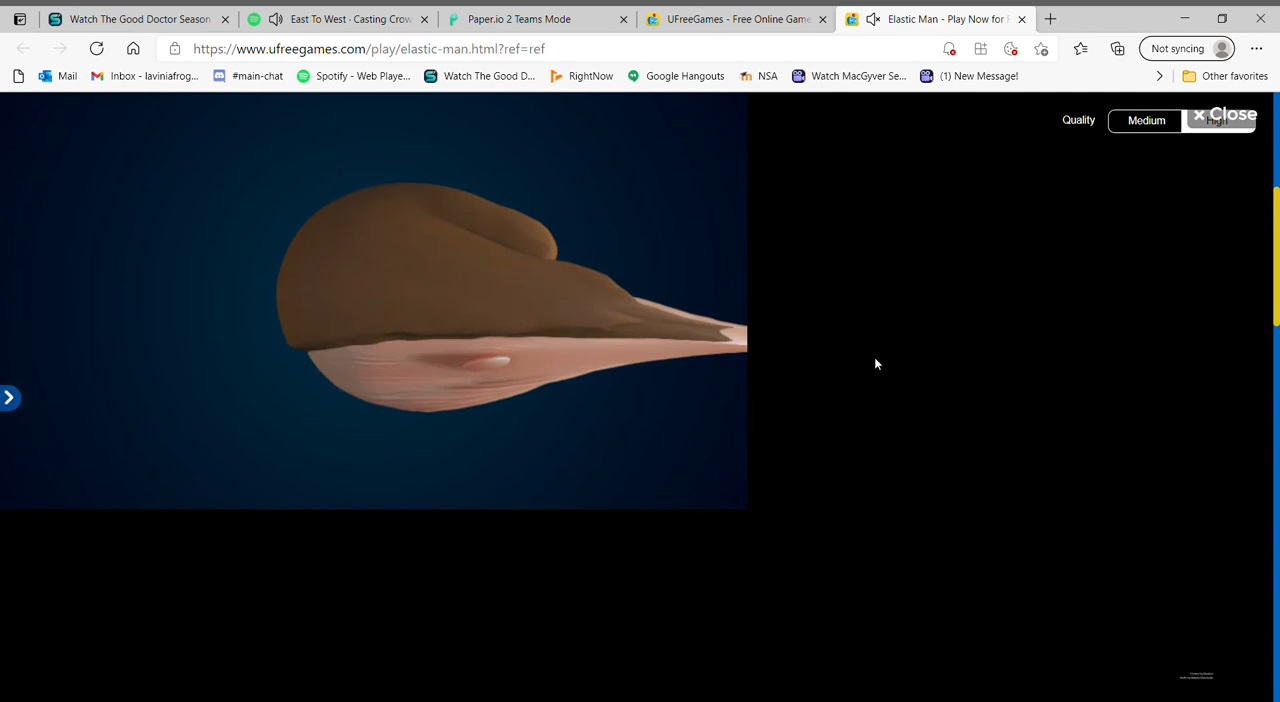 Watch The Good Doctor Season
East To West · Casting Crow
Paper.io 2 Teams Mode
UFreeGames - Free Online Game
Elastic Man - Play Now for F
https://www.ufreegames.com/play/elastic-man.html?ref=ref
Not syncing
Mail
Inbox - laviniafrog...
#main-chat
Spotify - Web Playe...
Watch The Good D...
RightNow
Google Hangouts
NSA
Watch MacGyver Se...
(1) New Message!
Other favorites
Quality
Medium
High
× Close